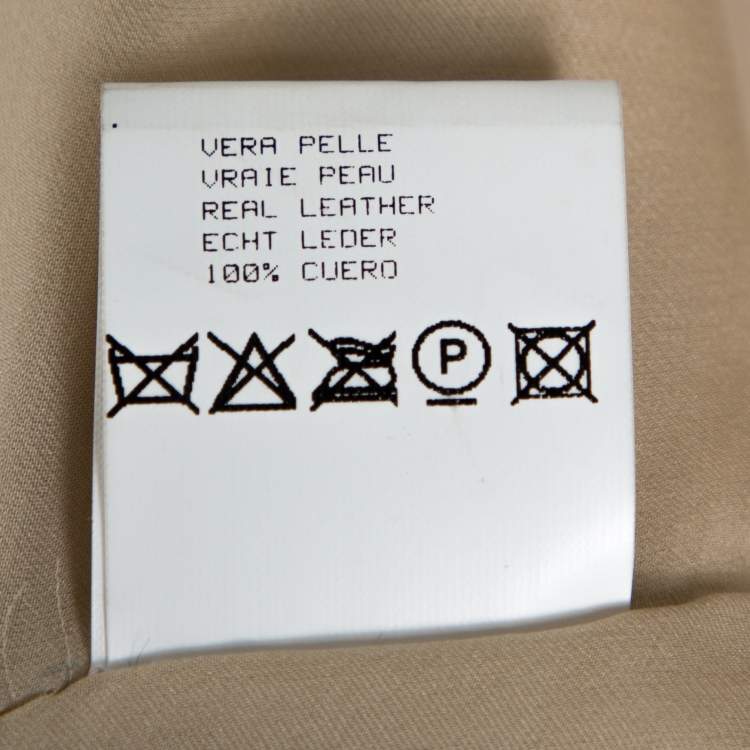 VERA PELLE
VRAIE PEAU
REAL LEATHER
ECHT LEDER
100% CUERO
P